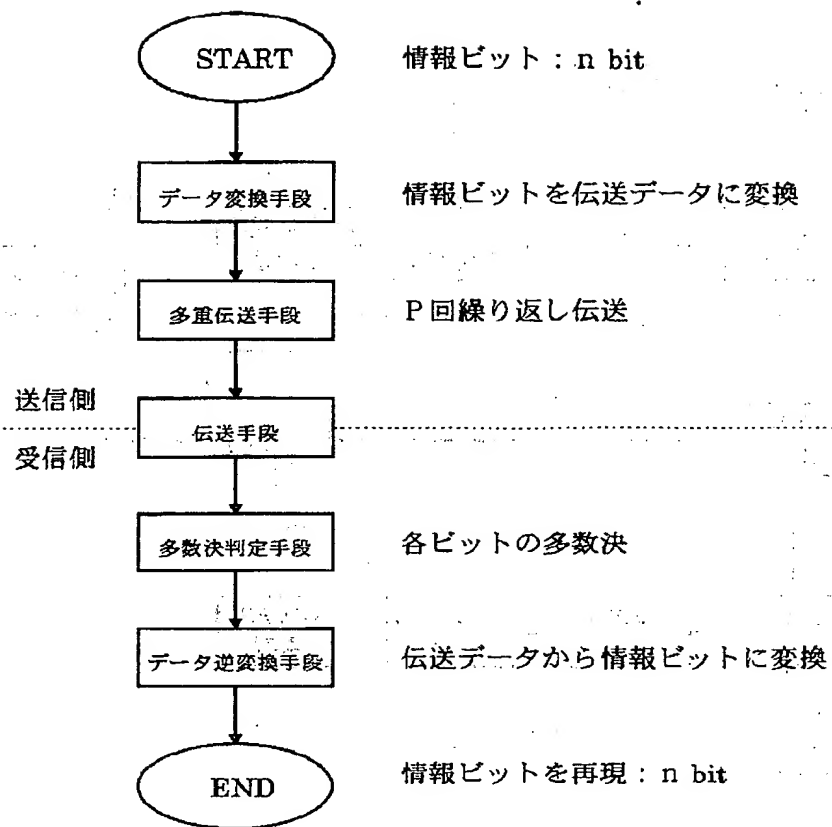 START 情報ビット：n bit
データ変換手段 情報ビットを伝送データに変換
多重伝送手段 P回繰り返し伝送
送信側
伝送手段
受信側
多数決判定手段 各ビットの多数決
データ逆変換手段 伝送データから情報ビットに変換
END 情報ビットを再現：n bit